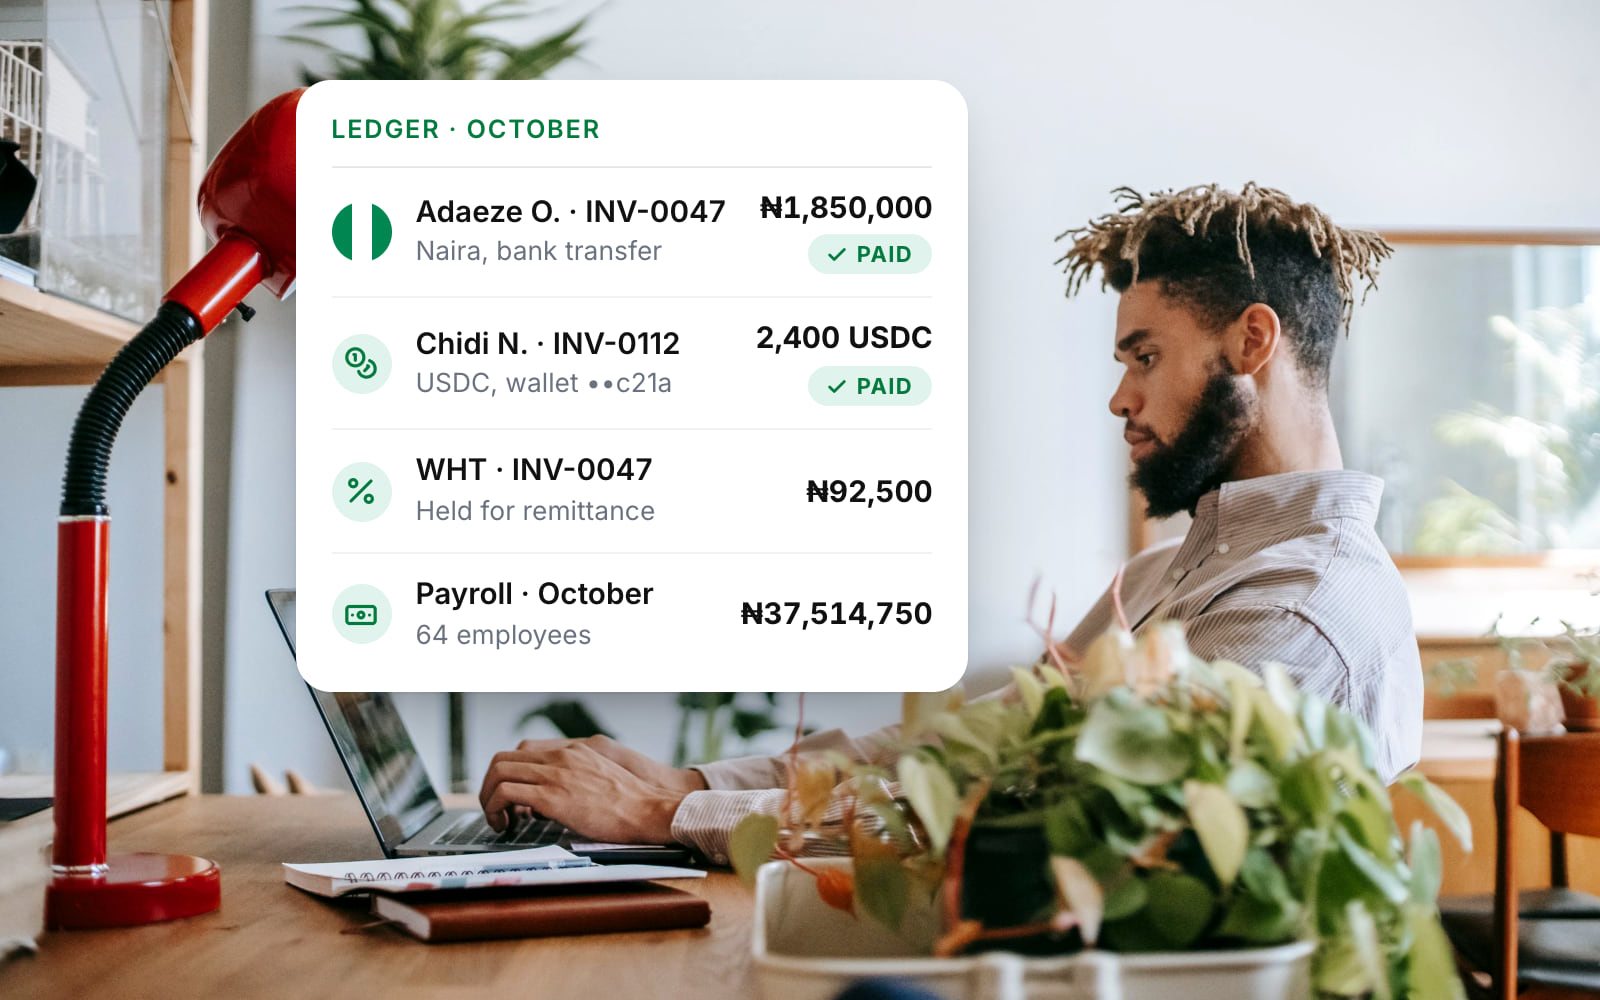 LEDGER · OCTOBER
Adaeze O. · INV-0047
₦1,850,000
Naira, bank transfer
PAID
Chidi N. · INV-0112
2,400 USDC
USDC, wallet ••c21a
PAID
WHT · INV-0047
₦92,500
Held for remittance
Payroll · October
₦37,514,750
64 employees